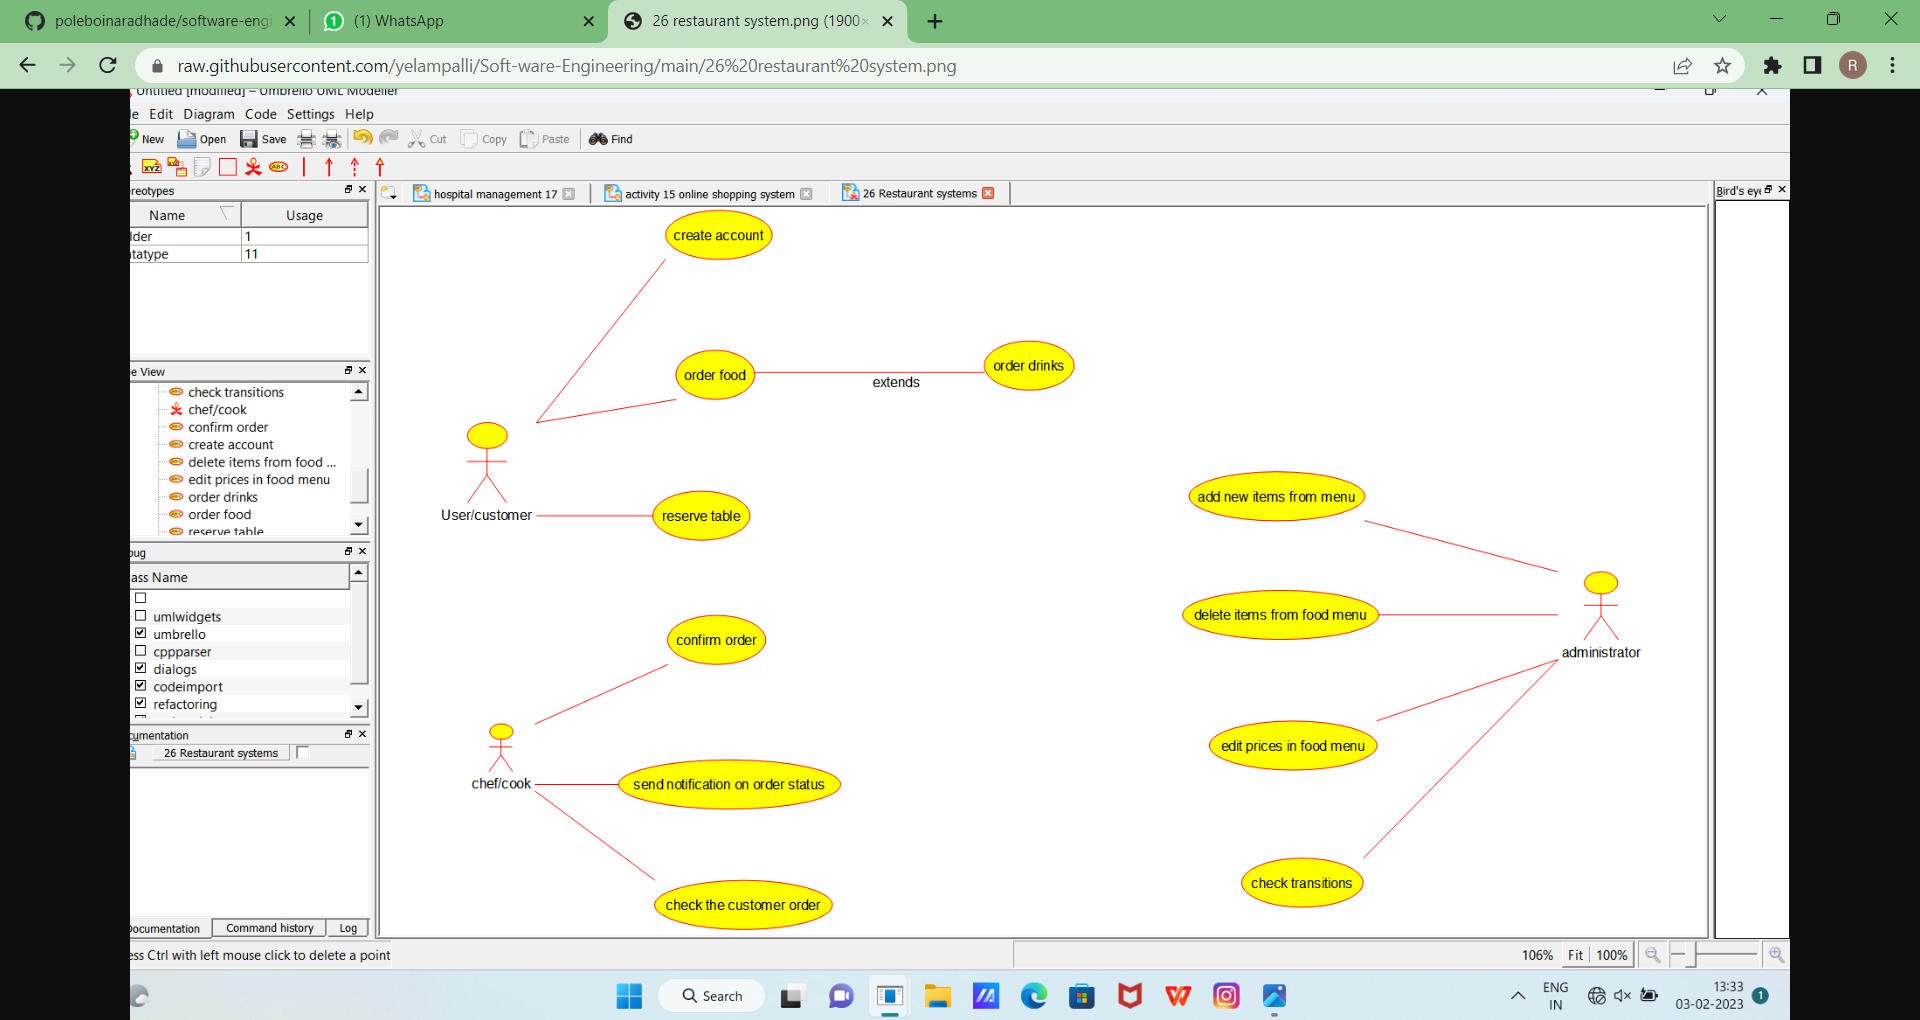 poleboinaradhade/software-engi
(1) WhatsApp
26 restaurant system.png (1900×
raw.githubusercontent.com/yelampalli/Soft-ware-Engineering/main/26%20restaurant%20system.png
R
Untitled [modified] – Umbrello UML Modeller
le Edit Diagram Code Settings Help
New Open Save Cut Copy Paste Find
XYZ ABC
reotypes
Name Usage
lder 1
tatype 11
e View
check transitions
chef/cook
confirm order
create account
delete items from food ...
edit prices in food menu
order drinks
order food
reserve table
bug
ass Name
umlwidgets
umbrello
cppparser
dialogs
codeimport
refactoring
cumentation
26 Restaurant systems
Documentation Command history Log
ess Ctrl with left mouse click to delete a point
hospital management 17
activity 15 online shopping system
26 Restaurant systems
Bird's eye
create account
order food
extends
order drinks
User/customer
reserve table
add new items from menu
delete items from food menu
administrator
confirm order
edit prices in food menu
chef/cook
send notification on order status
check transitions
check the customer order
106% Fit 100%
Search
ENG
IN
13:33
03-02-2023
1